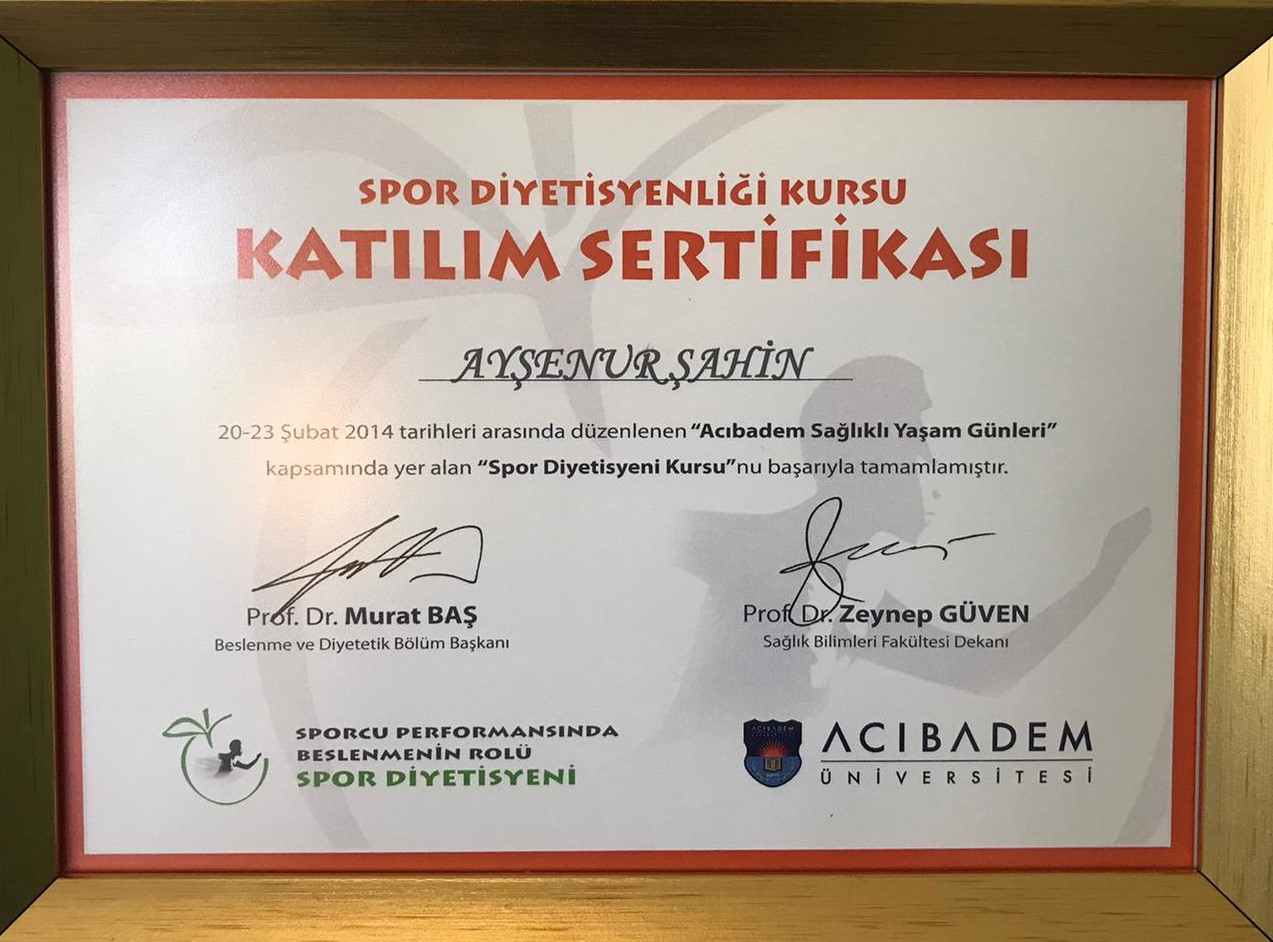 SPOR DİYETİSYENLİĞİ KURSU
KATILIM SERTİFİKASI
AYŞENUR ŞAHİN
20-23 Şubat 2014 tarihleri arasında düzenlenen "Acıbadem Sağlıklı Yaşam Günleri"
kapsamında yer alan "Spor Diyetisyeni Kursu"nu başarıyla tamamlamıştır.
Prof. Dr. Murat BAŞ
Beslenme ve Diyetetik Bölüm Başkanı
Prof. Dr. Zeynep GÜVEN
Sağlık Bilimleri Fakültesi Dekanı
SPORCU PERFORMANSINDA
BESLENMENİN ROLÜ
SPOR DİYETİSYENİ
ACIBADEM
ACIBADEM
ÜNİVERSİTESİ